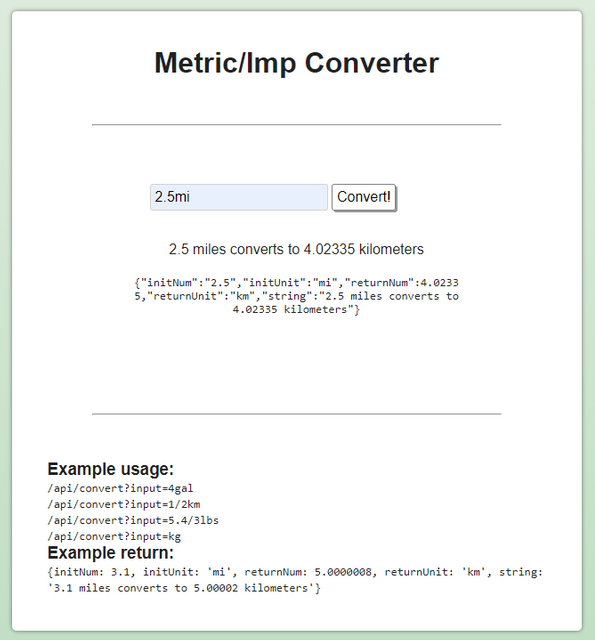 Metric/Imp Converter
2.5mi
Convert!
2.5 miles converts to 4.02335 kilometers
{"initNum":"2.5","initUnit":"mi","returnNum":4.0233
5,"returnUnit":"km","string":"2.5 miles converts to
4.02335 kilometers"}
Example usage:
/api/convert?input=4gal
/api/convert?input=1/2km
/api/convert?input=5.4/3lbs
/api/convert?input=kg
Example return:
{initNum: 3.1, initUnit: 'mi', returnNum: 5.0000008, returnUnit: 'km', string:
'3.1 miles converts to 5.00002 kilometers'}